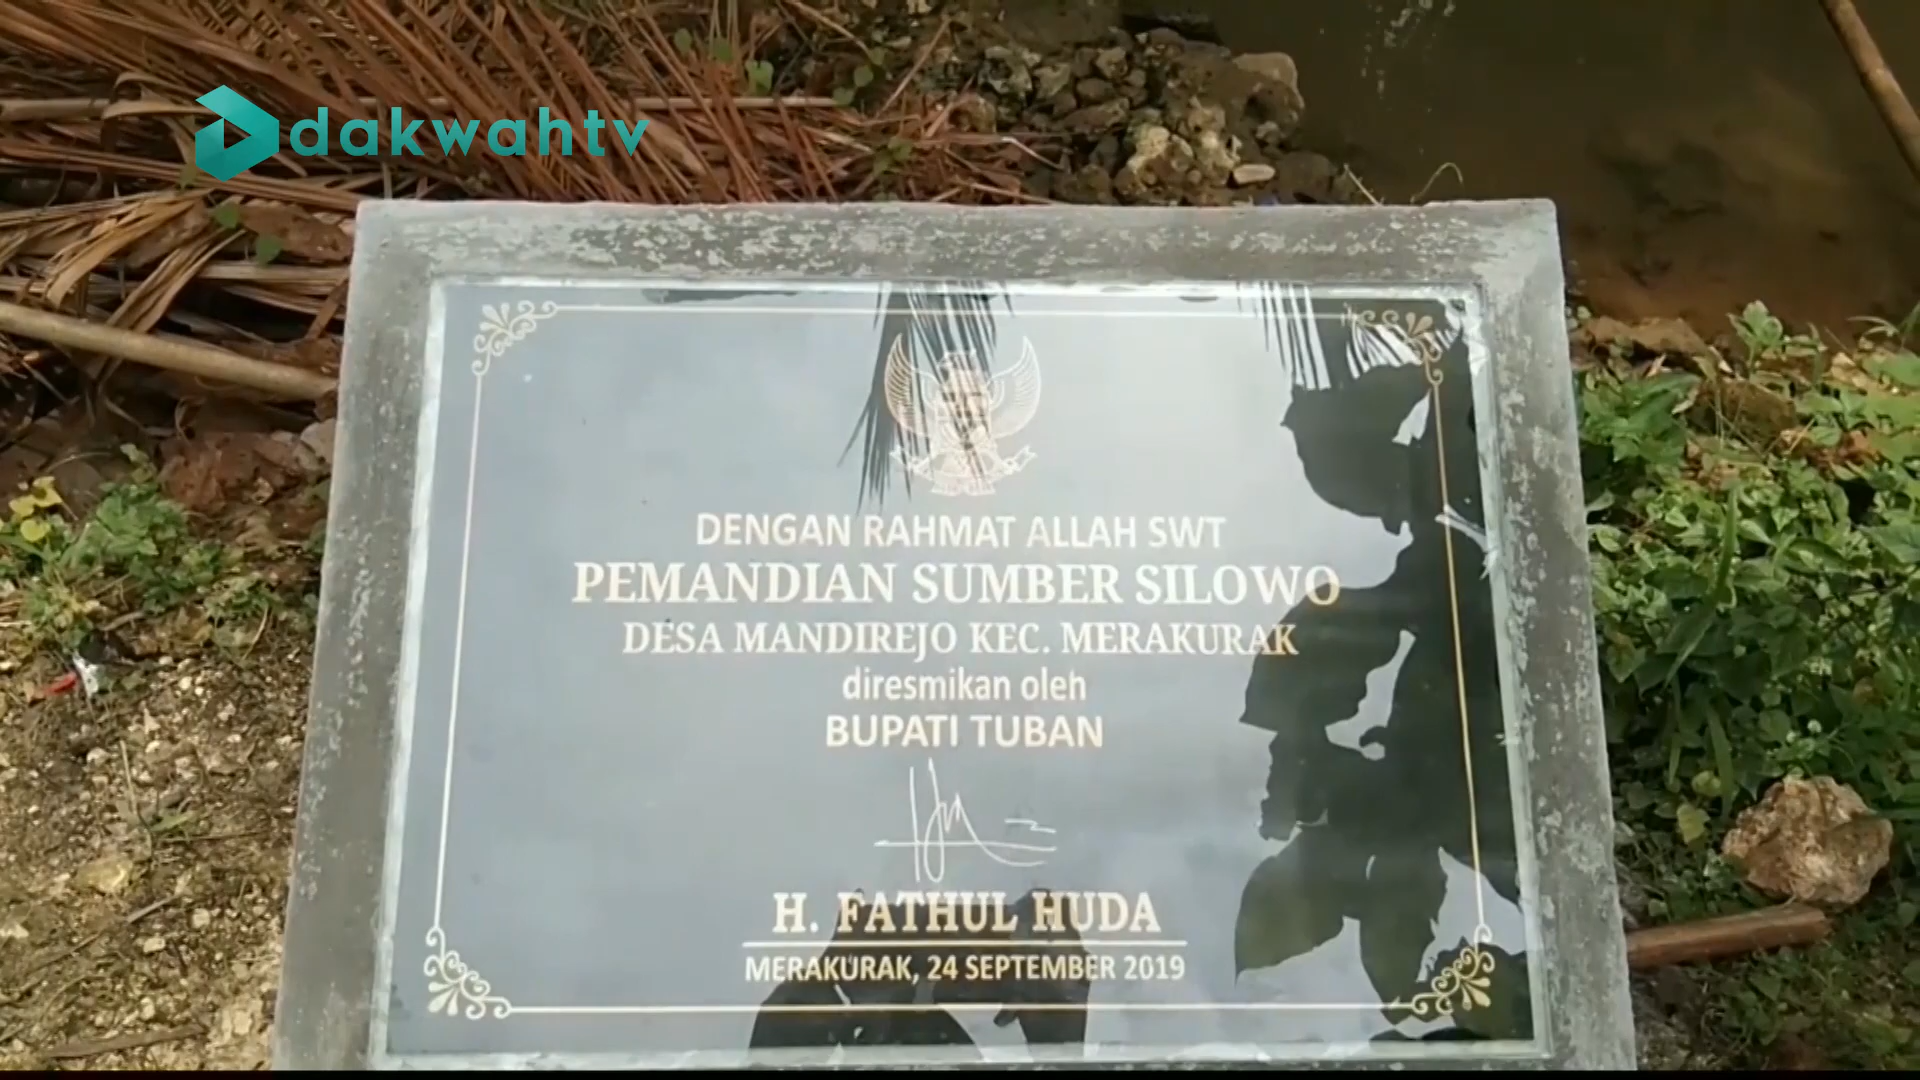 dakwahtv
DENGAN RAHMAT ALLAH SWT
PEMANDIAN SUMBER SILOWO
DESA MANDIREJO KEC. MERAKURAK
diresmikan oleh
BUPATI TUBAN
H. FATHUL HUDA
MERAKURAK, 24 SEPTEMBER 2019